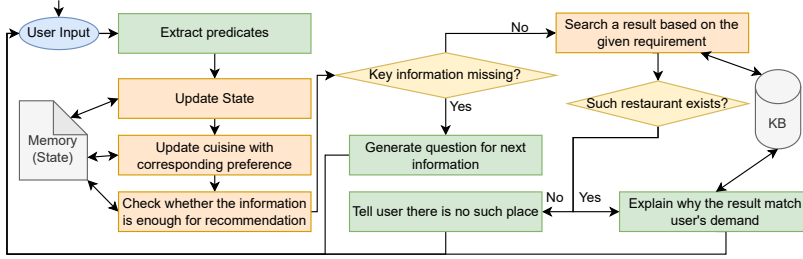 User Input
Extract predicates
Update State
Memory
(State)
Update cuisine with
corresponding preference
Check whether the information
is enough for recommendation
Key information missing?
No
Yes
Generate question for next
information
Search a result based on the
given requirement
Such restaurant exists?
KB
No
Yes
Tell user there is no such place
Explain why the result match
user's demand